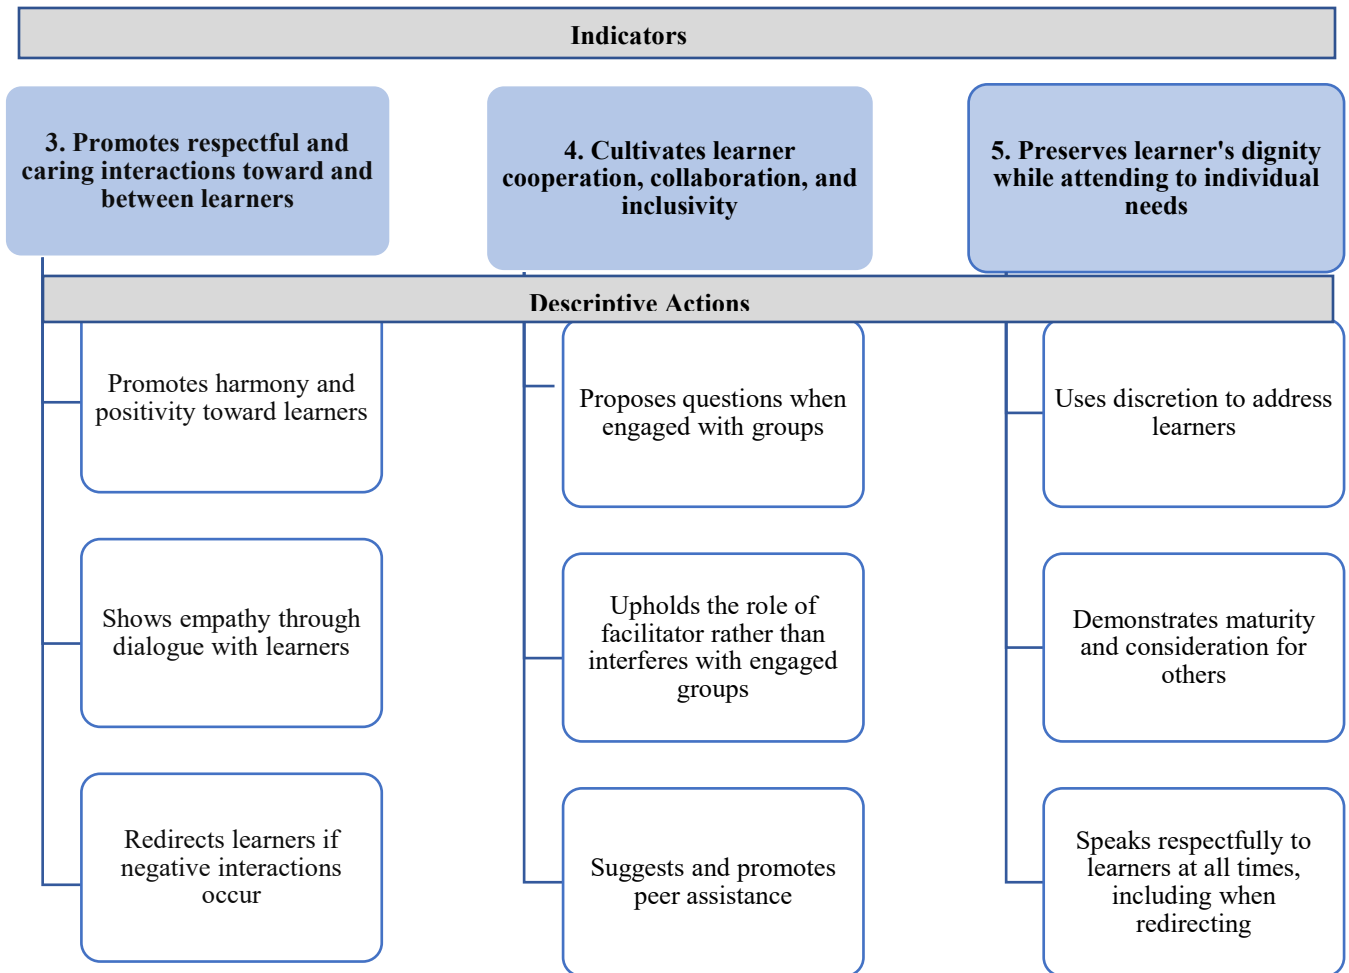 Indicators
3. Promotes respectful and
caring interactions toward and
between learners
4. Cultivates learner
cooperation, collaboration, and
inclusivity
5. Preserves learner's dignity
while attending to individual
needs
Descriptive Actions
Promotes harmony and
positivity toward learners
Shows empathy through
dialogue with learners
Redirects learners if
negative interactions
occur
Proposes questions when
engaged with groups
Upholds the role of
facilitator rather than
interferes with engaged
groups
Suggests and promotes
peer assistance
Uses discretion to address
learners
Demonstrates maturity
and consideration for
others
Speaks respectfully to
learners at all times,
including when
redirecting